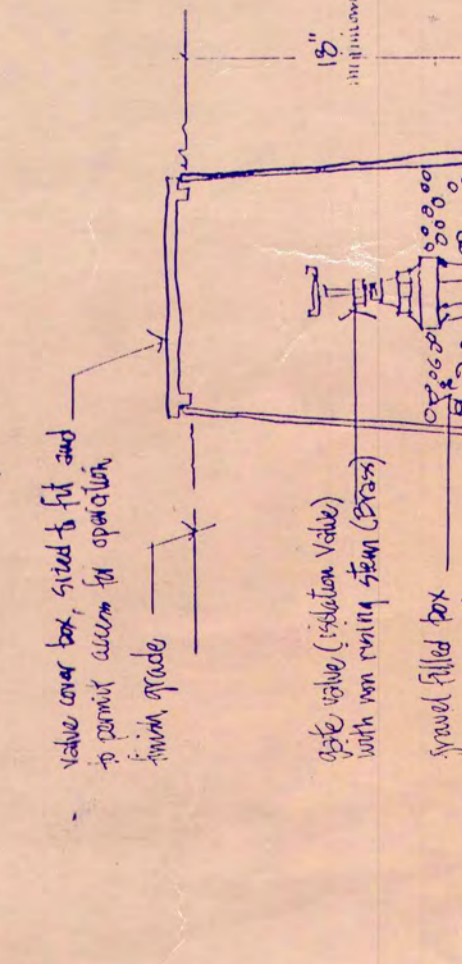 18"
minimum
valve cover box, sized to fit and
to permit access for operation
finish grade
gate valve (isolation valve)
with non rising stem (Brass)
gravel filled box